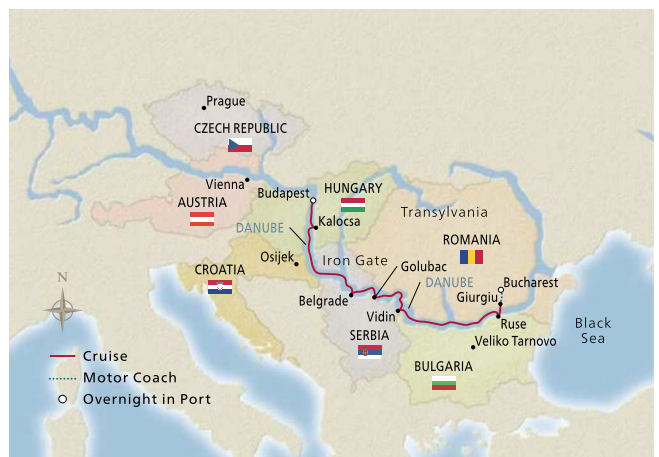 Prague
CZECH REPUBLIC
Vienna
AUSTRIA
Budapest
HUNGARY
Kalocsa
DANUBE
Transylvania
ROMANIA
Osijek
Iron Gate
Golubac
CROATIA
DANUBE
Bucharest
Giurgiu
Belgrade
Vidin
Ruse
Black
Sea
SERBIA
Veliko Tarnovo
BULGARIA
N
Cruise
Motor Coach
Overnight in Port